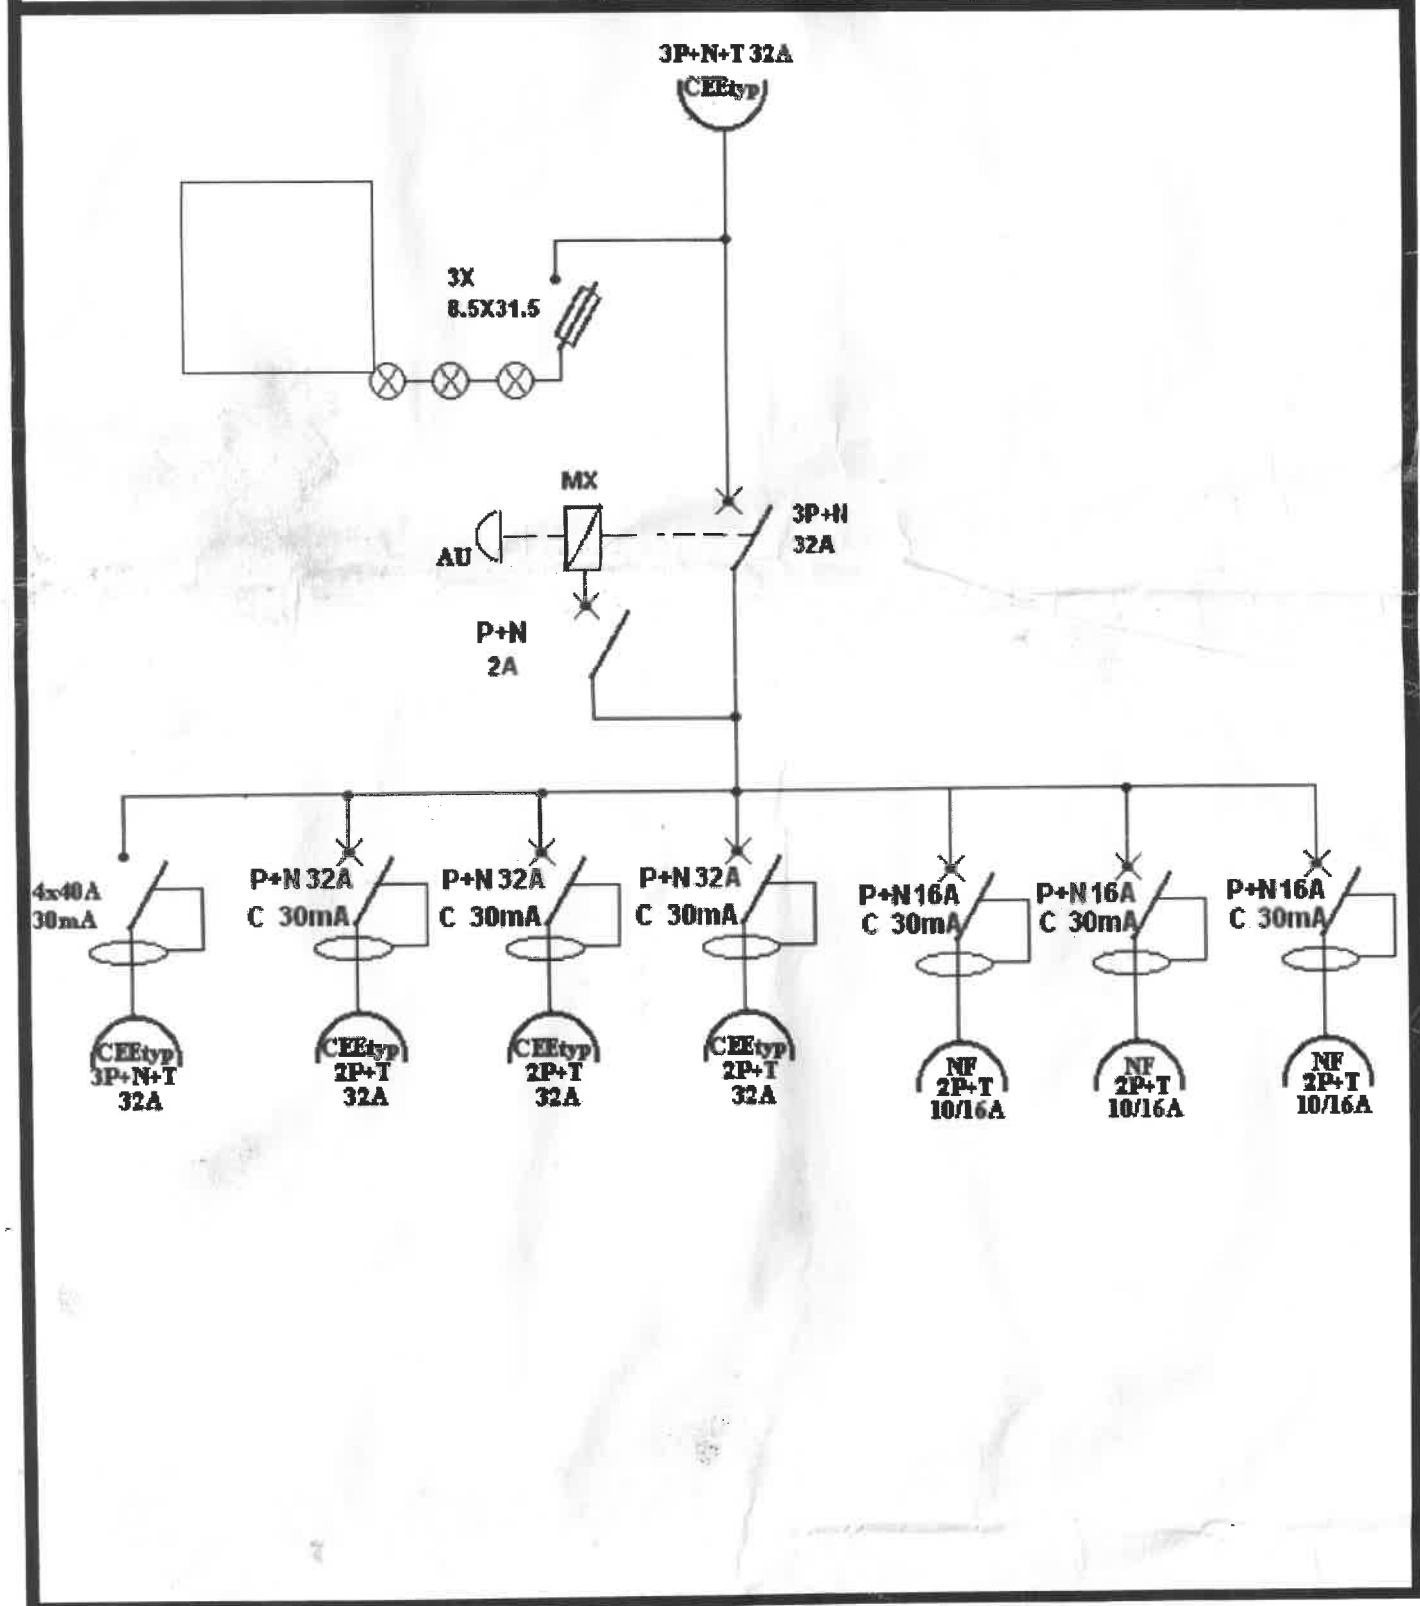 3P+N+T 32A
CEEtyp
3X
8.5X31.5
MX
AU
3P+N
32A
P+N
2A
4x40A
30mA
P+N 32A
C 30mA
P+N 32A
C 30mA
P+N 32A
C 30mA
P+N16A
C 30mA
P+N 16A
C 30mA
P+N16A
C 30mA
CEEtyp
3P+N+T
32A
CEEtyp
2P+T
32A
CEEtyp
2P+T
32A
CEEtyp
2P+T
32A
NF
2P+T
10/16A
NF
2P+T
10/16A
NF
2P+T
10/16A